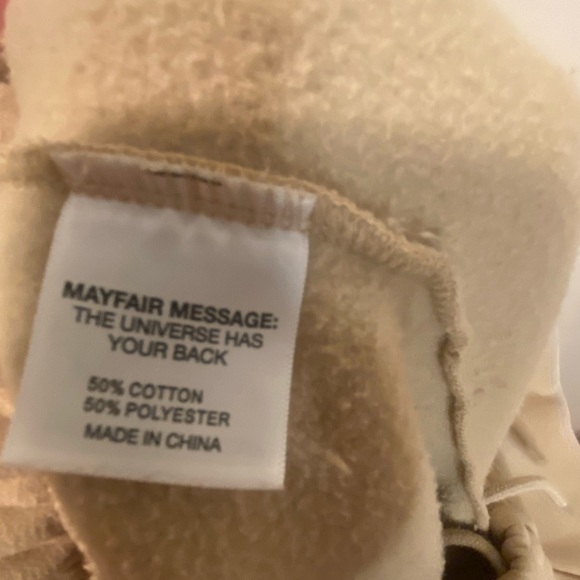 MAYFAIR MESSAGE:
THE UNIVERSE HAS
YOUR BACK
50% COTTON
50% POLYESTER
MADE IN CHINA